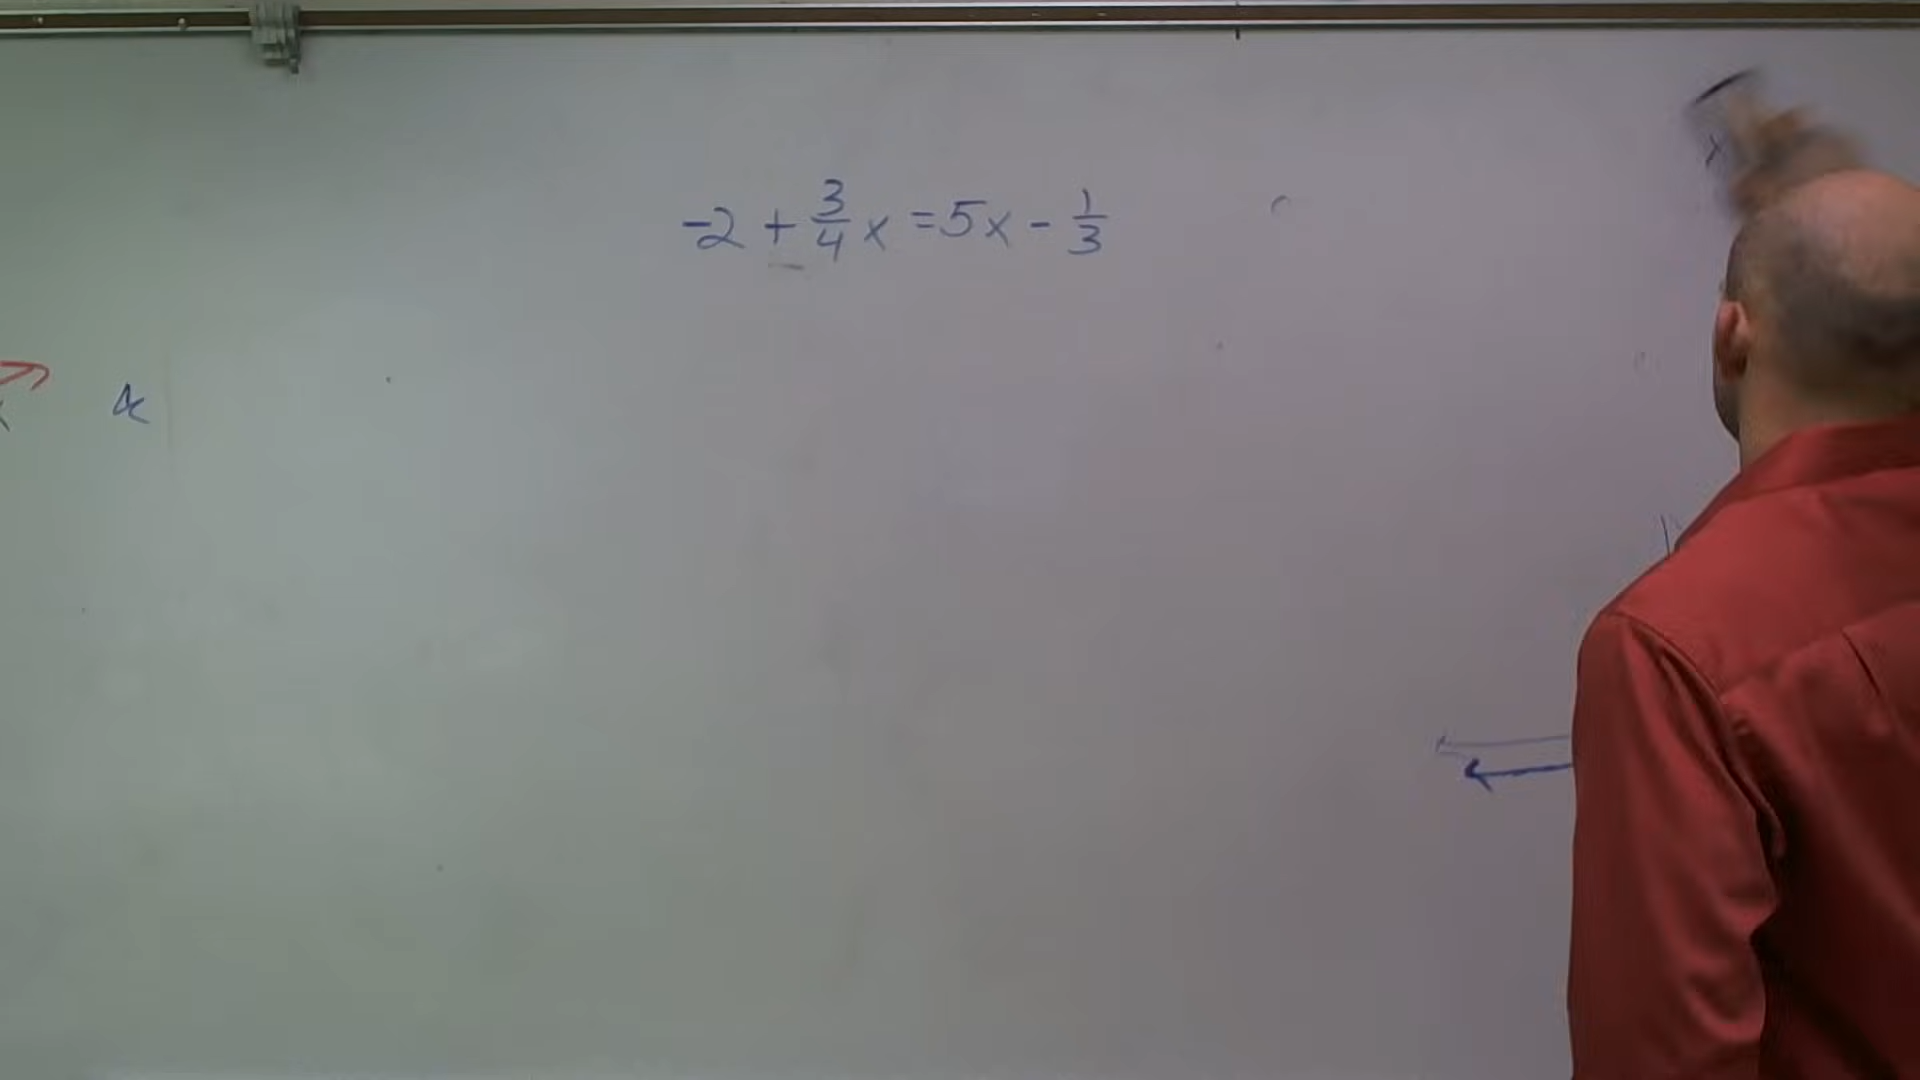 -2 + 3/4 x = 5x - 1/3